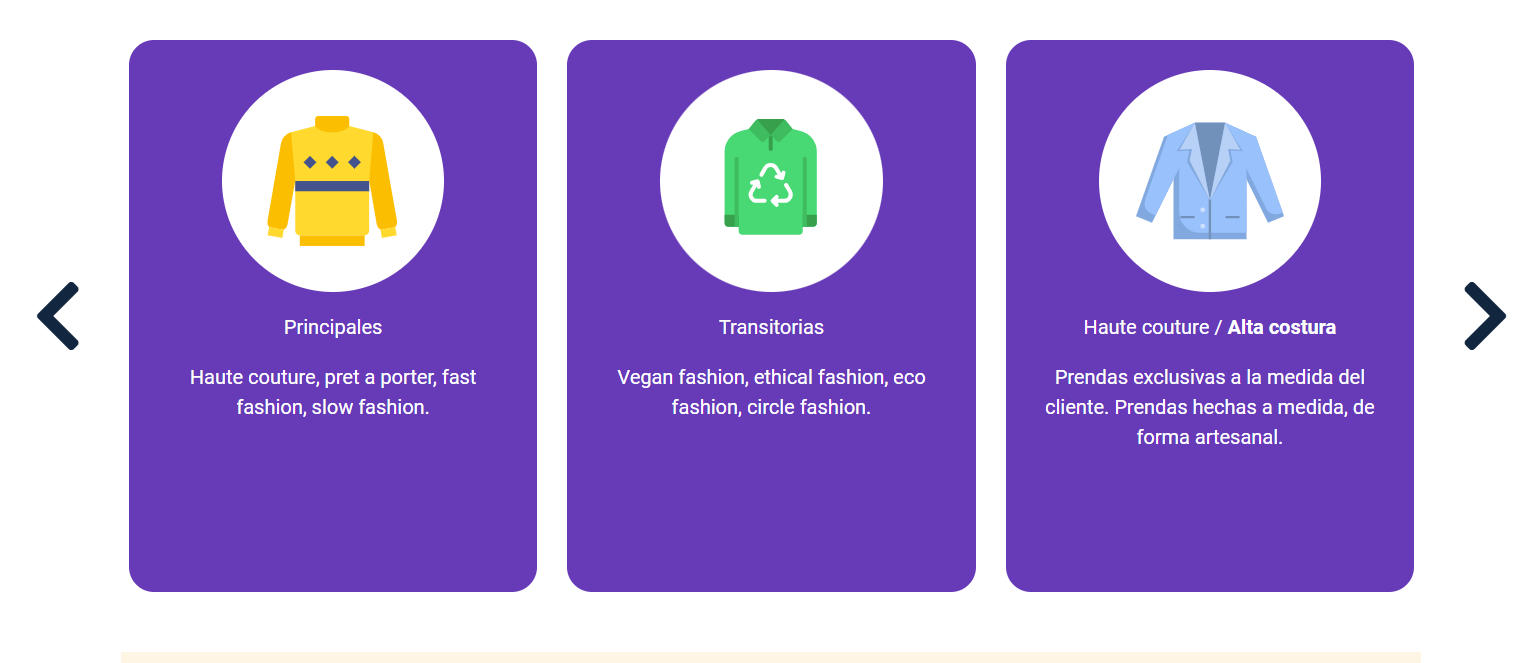 Principales
Haute couture, pret a porter, fast
fashion, slow fashion.
Transitorias
Vegan fashion, ethical fashion, eco
fashion, circle fashion.
Haute couture / Alta costura
Prendas exclusivas a la medida del
cliente. Prendas hechas a medida, de
forma artesanal.